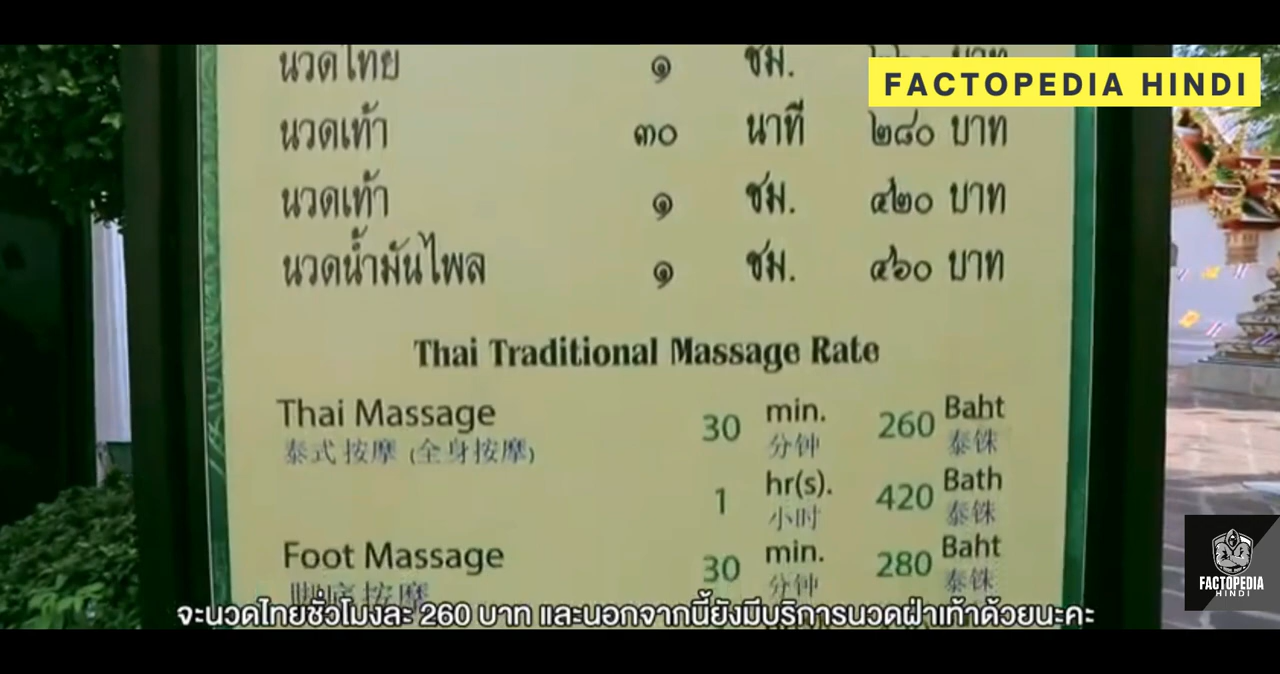 นวดไทย ๑ ชม. บาท
FACTOPEDIA HINDI
นวดเท้า ๓๐ นาที ๒๘๐ บาท
นวดเท้า ๑ ชม. ๔๒๐ บาท
นวดน้ำมันไพล ๑ ชม. ๔๖๐ บาท
Thai Traditional Massage Rate
Thai Massage 30 min. 260 Baht
泰式按摩 (全身按摩) 分钟 泰铢
1 hr(s). 420 Bath
小时 泰铢
Foot Massage 30 min. 280 Baht
脚底按摩 分钟 泰铢
จะนวดไทยชั่วโมงละ 260 บาท และนอกจากนี้ยังมีบริการนวดฝ่าเท้าด้วยนะคะ
FACTOPEDIA
HINDI